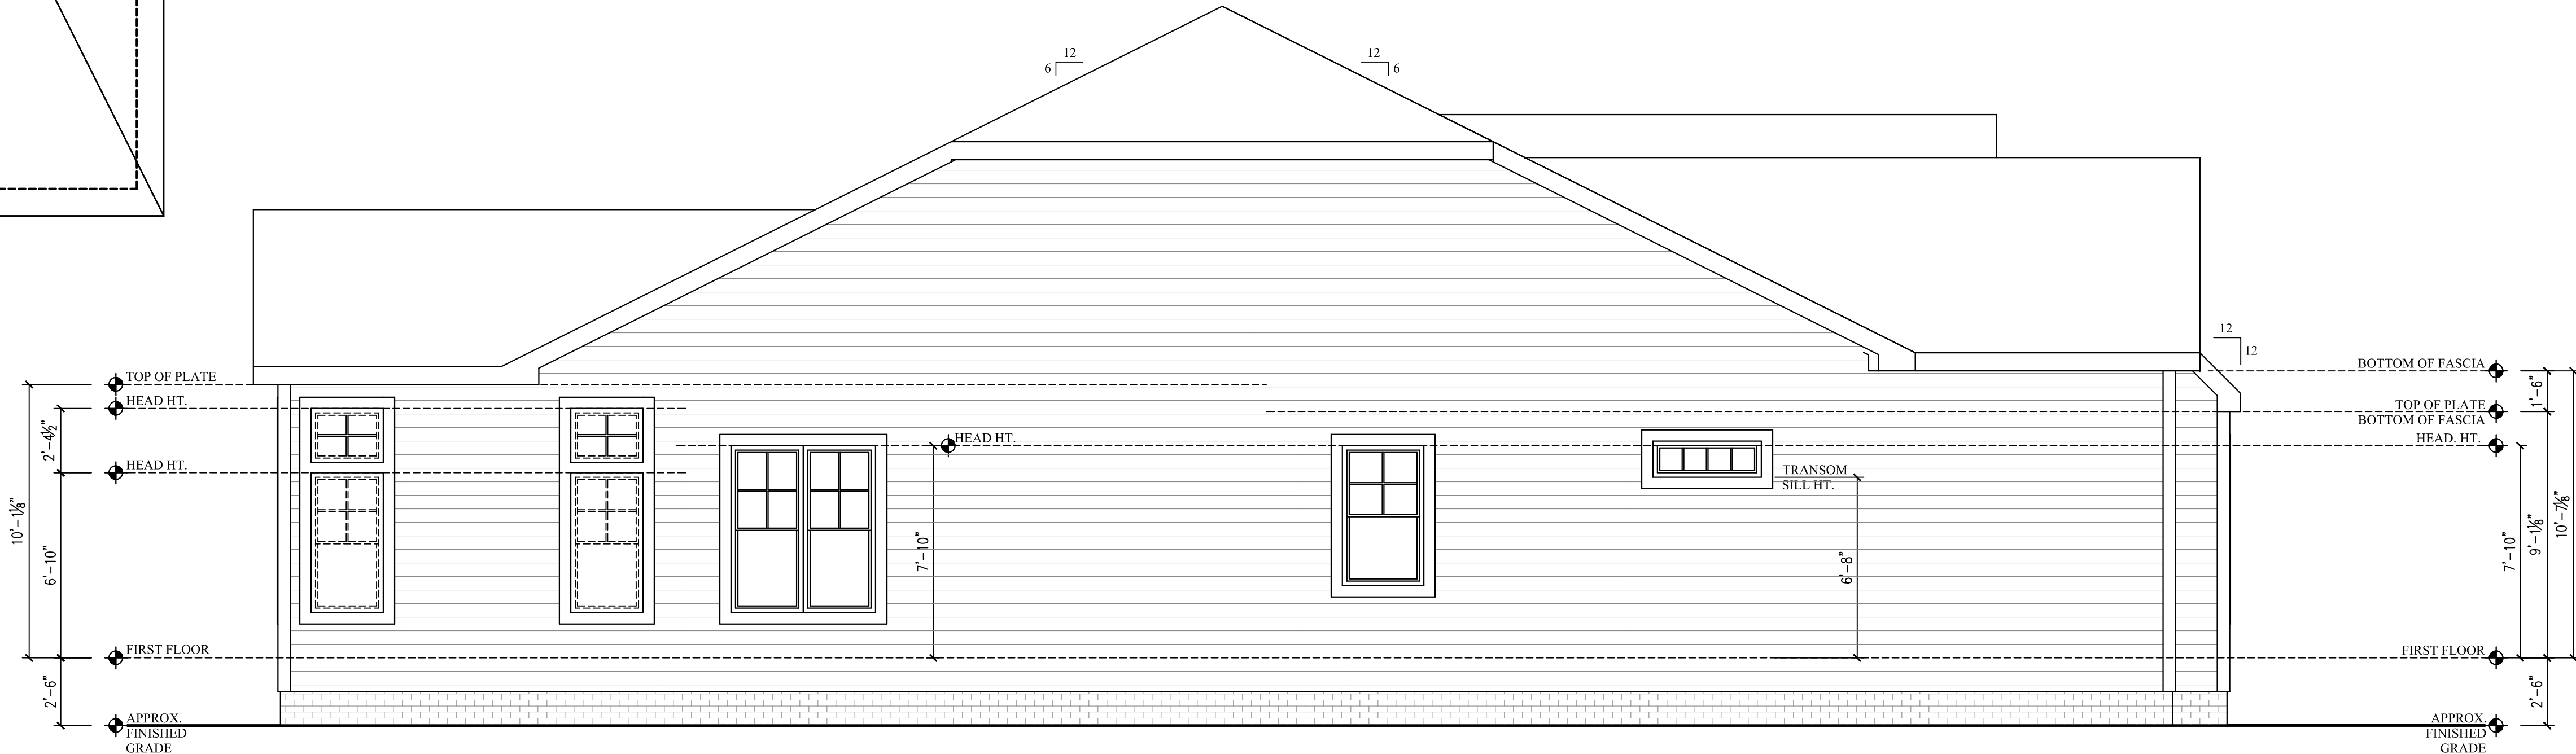 12
6
12
6
12
12
TOP OF PLATE
HEAD HT.
HEAD HT.
FIRST FLOOR
APPROX.
FINISHED
GRADE
10'-1⅛"
2'-4½"
6'-10"
2'-6"
HEAD HT.
7'-10"
TRANSOM
SILL HT.
6'-8"
BOTTOM OF FASCIA
TOP OF PLATE
BOTTOM OF FASCIA
HEAD. HT.
FIRST FLOOR
APPROX.
FINISHED
GRADE
1'-6"
7'-10"
9'-1⅛"
10'-7⅞"
2'-6"